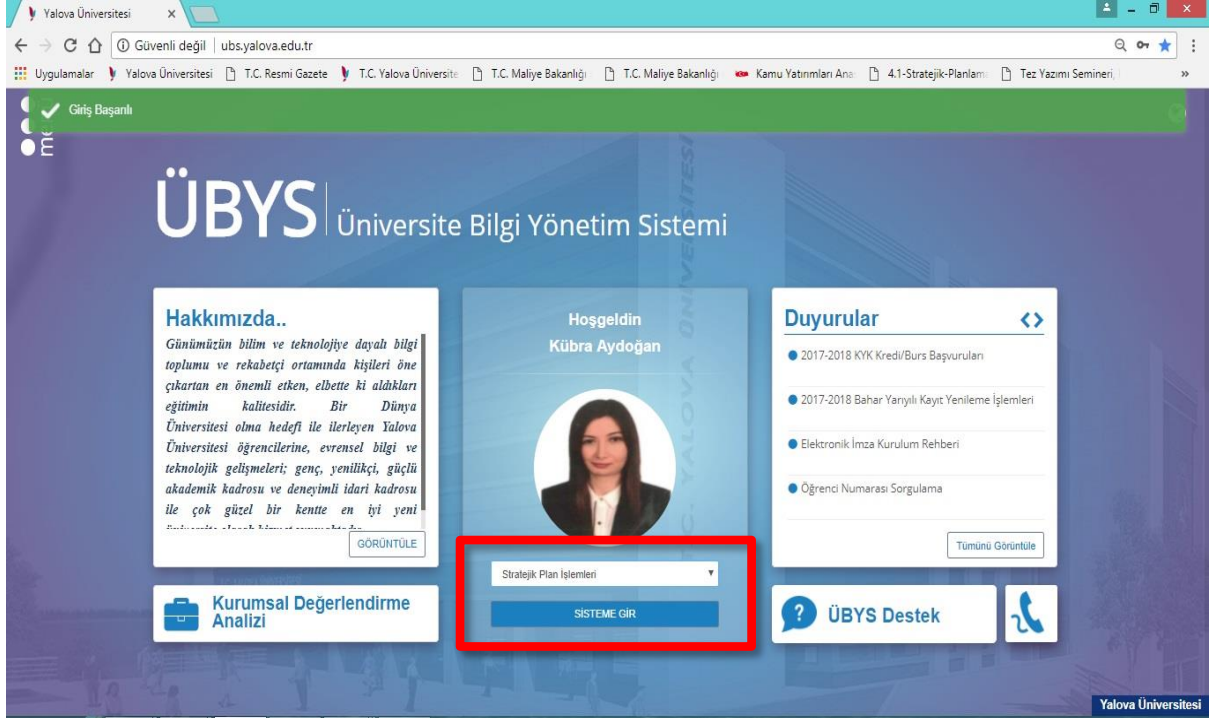 Yalova Üniversitesi
Güvenli değil | ubs.yalova.edu.tr
Uygulamalar Yalova Üniversitesi T.C. Resmi Gazete T.C. Yalova Üniversite T.C. Maliye Bakanlığı T.C. Maliye Bakanlığı Kamu Yatırımları Ana 4.1-Stratejik-Planlam Tez Yazımı Semineri, »
Giriş Başarılı
ÜBYS Üniversite Bilgi Yönetim Sistemi
Hakkımızda..
Günümüzün bilim ve teknolojiye dayalı bilgi
toplumu ve rekabetçi ortamında kişileri öne
çıkartan en önemli etken, elbette ki aldıkları
eğitimin kalitesidir. Bir Dünya
Üniversitesi olma hedefi ile ilerleyen Yalova
Üniversitesi öğrencilerine, evrensel bilgi ve
teknolojik gelişmeleri; genç, yenilikçi, güçlü
akademik kadrosu ve deneyimli idari kadrosu
ile çok güzel bir kentte en iyi yeni
GÖRÜNTÜLE
Kurumsal Değerlendirme
Analizi
Hoşgeldin
Kübra Aydoğan
Stratejik Plan İşlemleri
SİSTEME GİR
Duyurular
2017-2018 KYK Kredi/Burs Başvuruları
2017-2018 Bahar Yarıyılı Kayıt Yenileme İşlemleri
Elektronik İmza Kurulum Rehberi
Öğrenci Numarası Sorgulama
Tümünü Görüntüle
ÜBYS Destek
T.C. YALOVA ÜNİVERSİTESİ
Yalova Üniversitesi